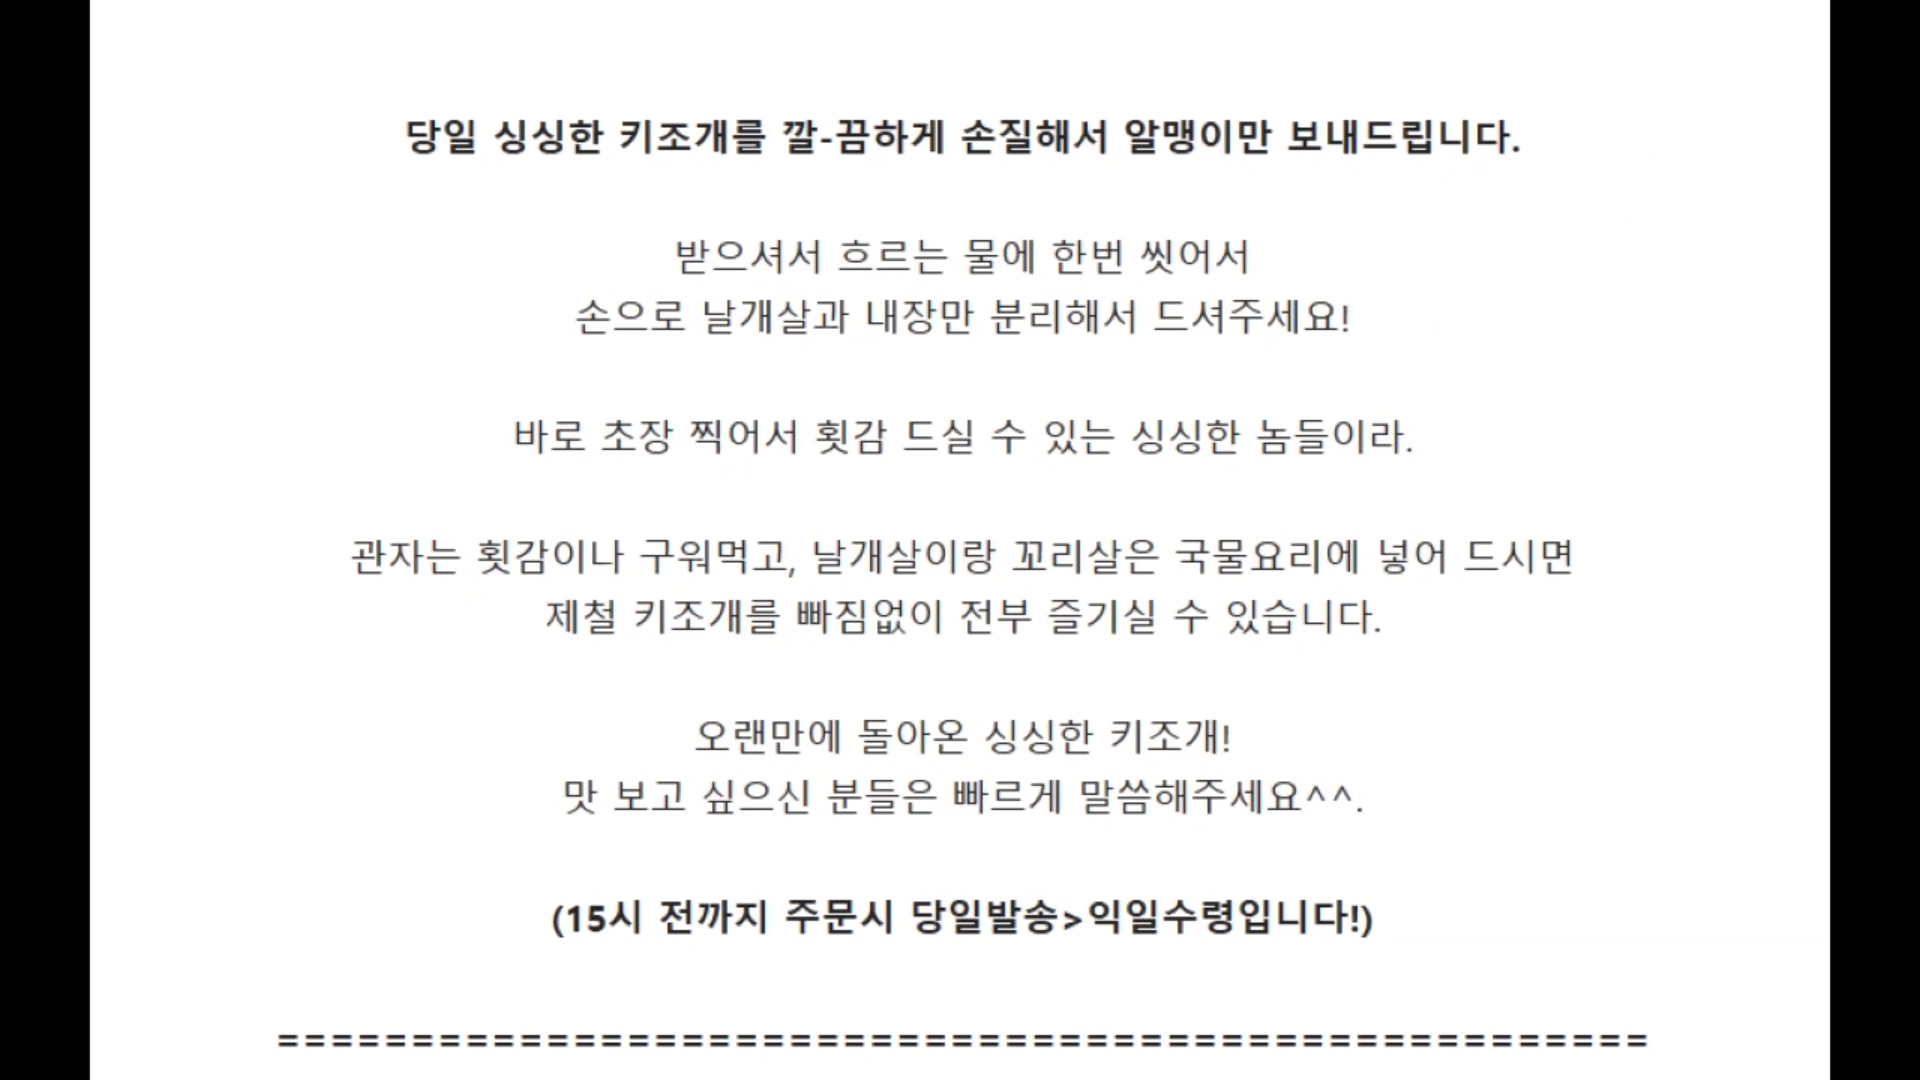 당일 싱싱한 키조개를 깔-끔하게 손질해서 알맹이만 보내드립니다.
받으셔서 흐르는 물에 한번 씻어서
손으로 날개살과 내장만 분리해서 드셔주세요!
바로 초장 찍어서 횟감 드실 수 있는 싱싱한 놈들이라.
관자는 횟감이나 구워먹고, 날개살이랑 꼬리살은 국물요리에 넣어 드시면
제철 키조개를 빠짐없이 전부 즐기실 수 있습니다.
오랜만에 돌아온 싱싱한 키조개!
맛 보고 싶으신 분들은 빠르게 말씀해주세요^^.
(15시 전까지 주문시 당일발송>익일수령입니다!)
===================================================